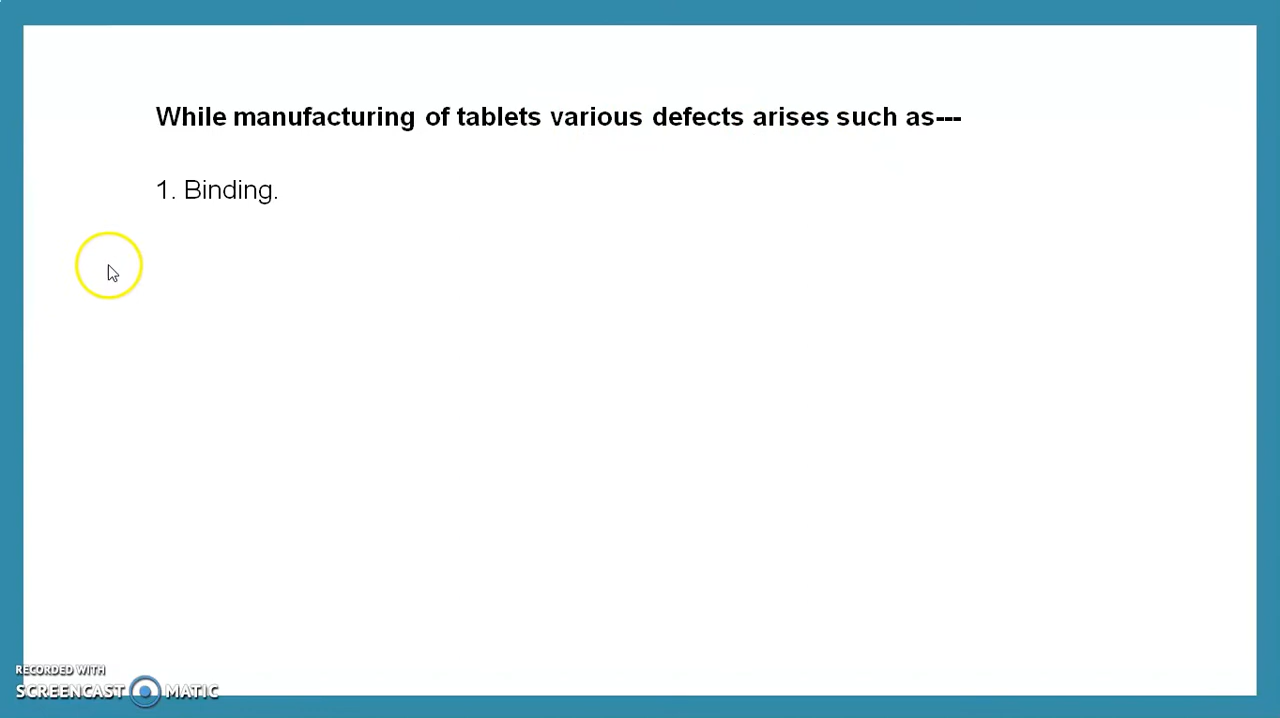 While manufacturing of tablets various defects arises such as---
1. Binding.
RECORDED WITH
SCREENCAST MATIC